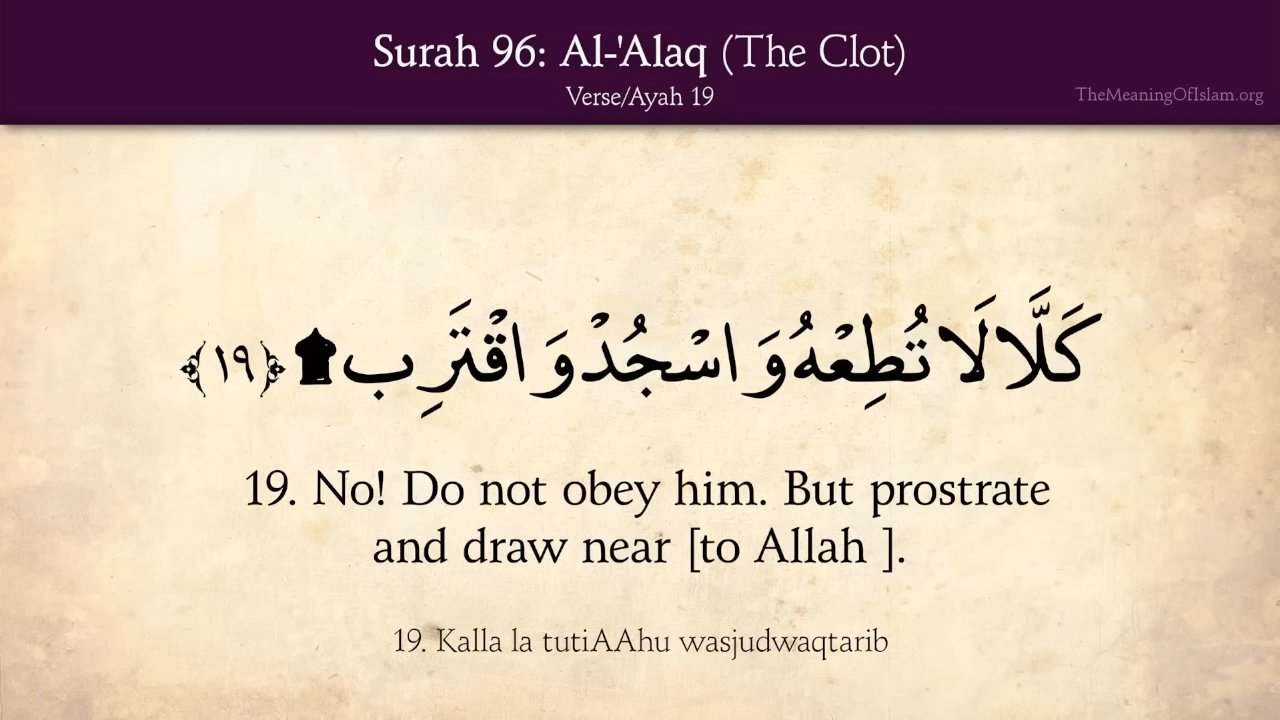 Surah 96: Al-'Alaq (The Clot)
Verse/Ayah 19
TheMeaningOfIslam.org
كَلَّا لَا تُطِعْهُ وَ اسْجُدْ وَ اقْتَرِب ﴿١٩﴾
19. No! Do not obey him. But prostrate
and draw near [to Allah ].
19. Kalla la tutiAAhu wasjudwaqtarib